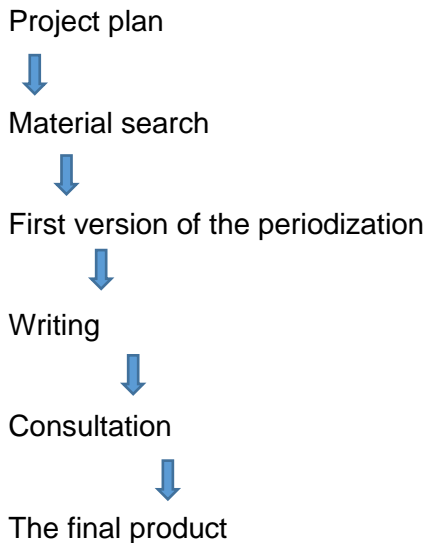 Project plan
Material search
First version of the periodization
Writing
Consultation
The final product